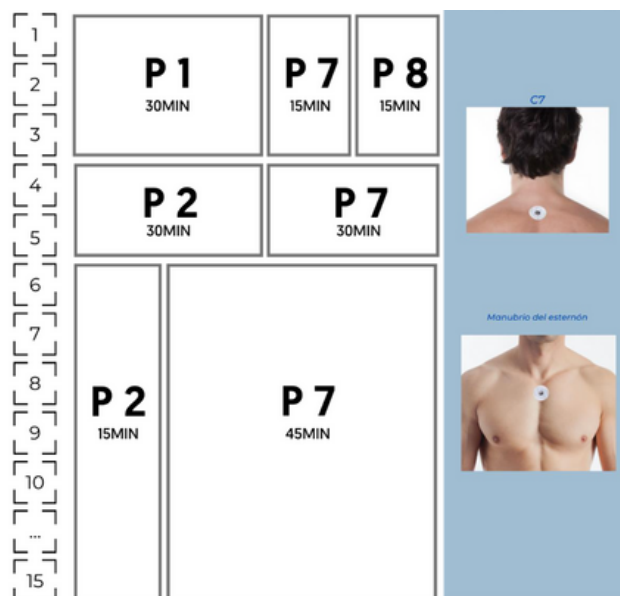 1
P 1
30MIN
P 7
15MIN
P 8
15MIN
2
3
4
P 2
30MIN
P 7
30MIN
5
6
7
8
P 2
15MIN
P 7
45MIN
9
10
...
15
C7
Manubrio del esternón